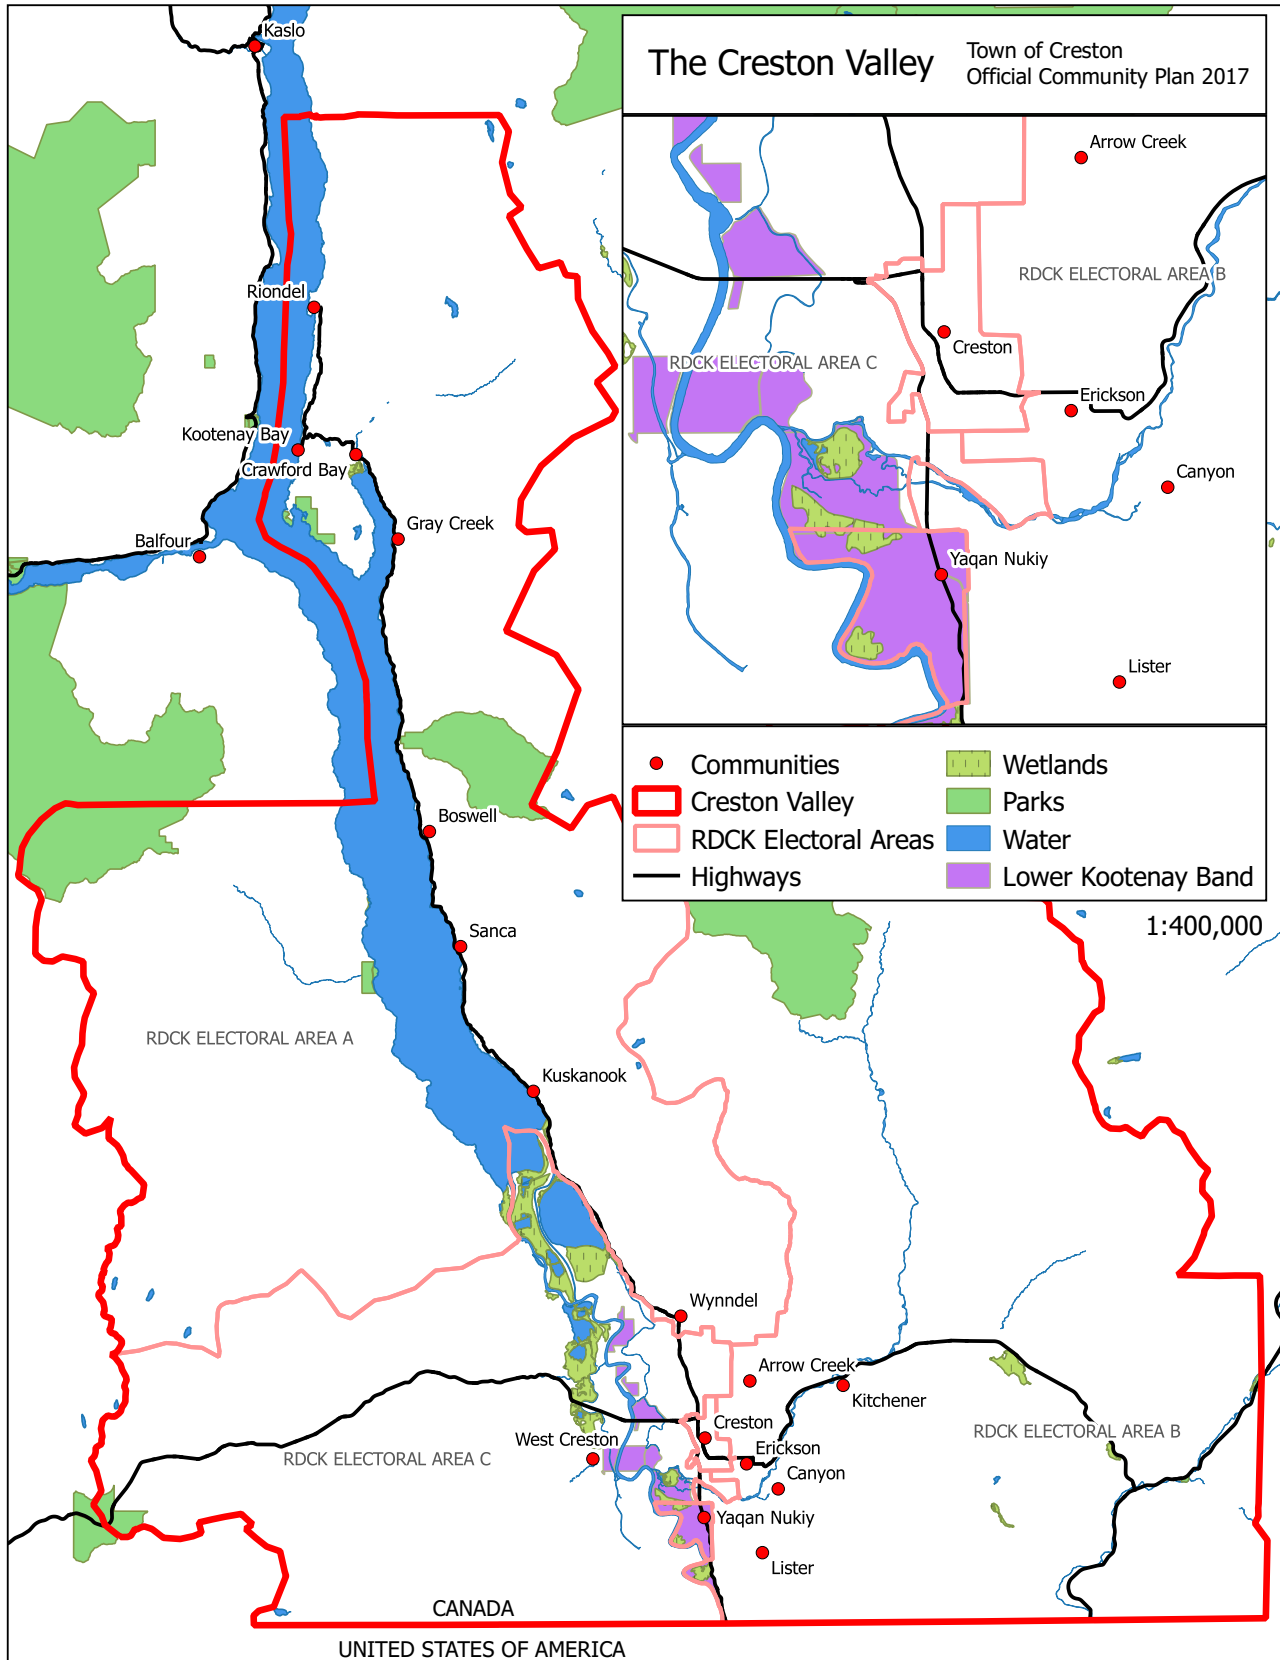 Kaslo
The Creston Valley
Town of Creston
Official Community Plan 2017
Arrow Creek
RDCK ELECTORAL AREA B
Riondel
Creston
RDCK ELECTORAL AREA C
Erickson
Kootenay Bay
Crawford Bay
Canyon
Gray Creek
Balfour
Yaqan Nukiy
Lister
Communities
Wetlands
Creston Valley
Parks
Boswell
RDCK Electoral Areas
Water
Highways
Lower Kootenay Band
1:400,000
Sanca
RDCK ELECTORAL AREA A
Kuskanook
Wynndel
Arrow Creek
Kitchener
Creston
RDCK ELECTORAL AREA B
West Creston
Erickson
RDCK ELECTORAL AREA C
Canyon
Yaqan Nukiy
Lister
CANADA
UNITED STATES OF AMERICA